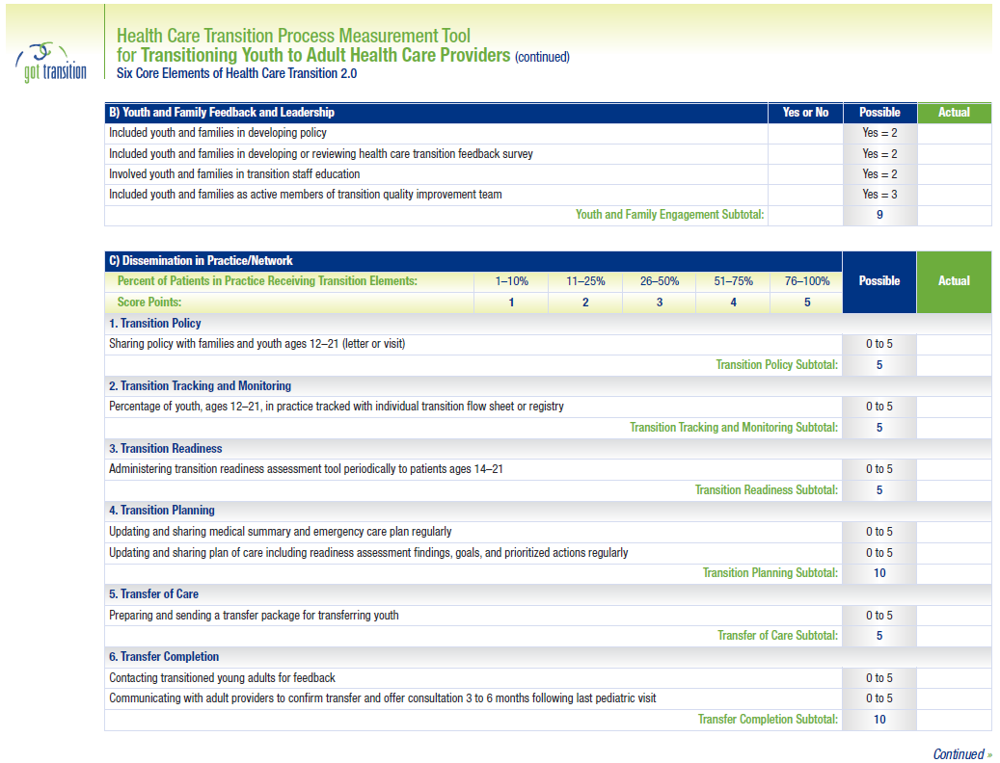 got transition
Health Care Transition Process Measurement Tool
for Transitioning Youth to Adult Health Care Providers (continued)
Six Core Elements of Health Care Transition 2.0
B) Youth and Family Feedback and Leadership Yes or No Possible Actual
Included youth and families in developing policy Yes = 2
Included youth and families in developing or reviewing health care transition feedback survey Yes = 2
Involved youth and families in transition staff education Yes = 2
Included youth and families as active members of transition quality improvement team Yes = 3
Youth and Family Engagement Subtotal: 9
C) Dissemination in Practice/Network Possible Actual
Percent of Patients in Practice Receiving Transition Elements: 1–10% 11–25% 26–50% 51–75% 76–100%
Score Points: 1 2 3 4 5
1. Transition Policy
Sharing policy with families and youth ages 12–21 (letter or visit) 0 to 5
Transition Policy Subtotal: 5
2. Transition Tracking and Monitoring
Percentage of youth, ages 12–21, in practice tracked with individual transition flow sheet or registry 0 to 5
Transition Tracking and Monitoring Subtotal: 5
3. Transition Readiness
Administering transition readiness assessment tool periodically to patients ages 14–21 0 to 5
Transition Readiness Subtotal: 5
4. Transition Planning
Updating and sharing medical summary and emergency care plan regularly 0 to 5
Updating and sharing plan of care including readiness assessment findings, goals, and prioritized actions regularly 0 to 5
Transition Planning Subtotal: 10
5. Transfer of Care
Preparing and sending a transfer package for transferring youth 0 to 5
Transfer of Care Subtotal: 5
6. Transfer Completion
Contacting transitioned young adults for feedback 0 to 5
Communicating with adult providers to confirm transfer and offer consultation 3 to 6 months following last pediatric visit 0 to 5
Transfer Completion Subtotal: 10
Continued »